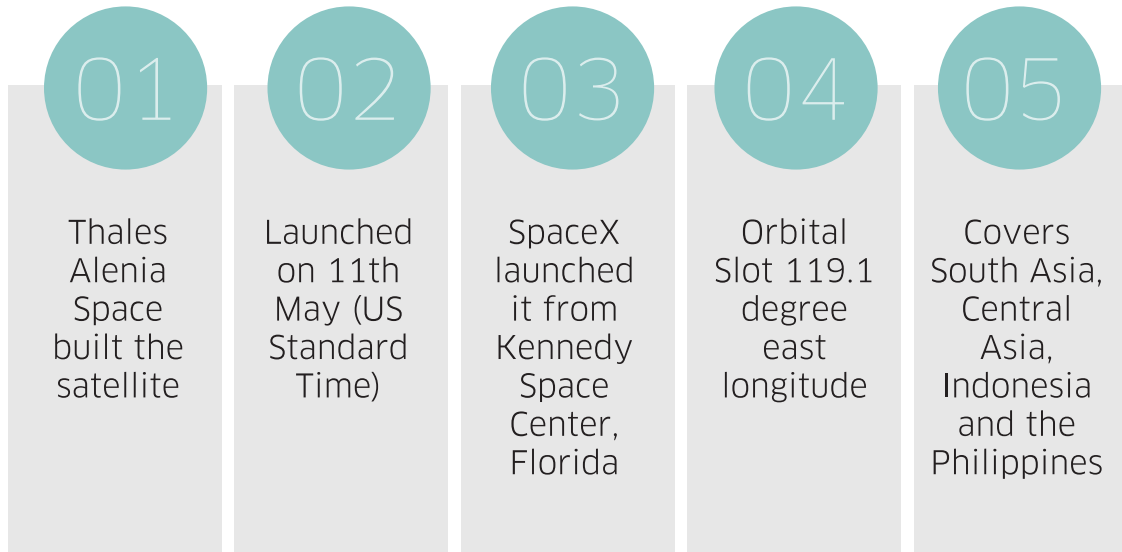 01
Thales
Alenia
Space
built the
satellite
02
Launched
on 11th
May (US
Standard
Time)
03
SpaceX
launched
it from
Kennedy
Space
Center,
Florida
04
Orbital
Slot 119.1
degree
east
longitude
05
Covers
South Asia,
Central
Asia,
Indonesia
and the
Philippines